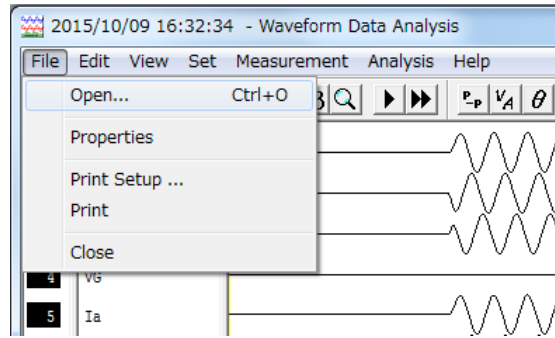 2015/10/09 16:32:34 - Waveform Data Analysis
File Edit View Set Measurement Analysis Help
Open... Ctrl+O
P-P V/A θ
Properties
Print Setup ...
Print
Close
4 VG
5 Ia